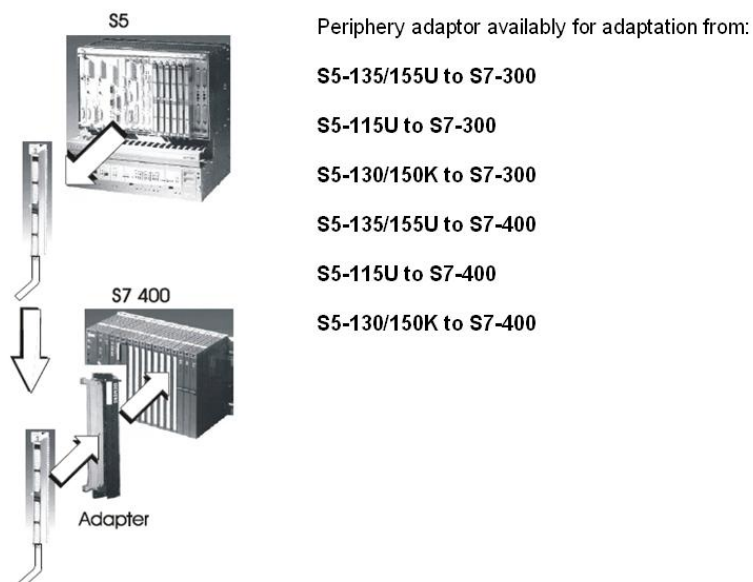 S5
Periphery adaptor availably for adaptation from:
S5-135/155U to S7-300
S5-115U to S7-300
S5-130/150K to S7-300
S5-135/155U to S7-400
S5-115U to S7-400
S5-130/150K to S7-400
S7 400
Adapter